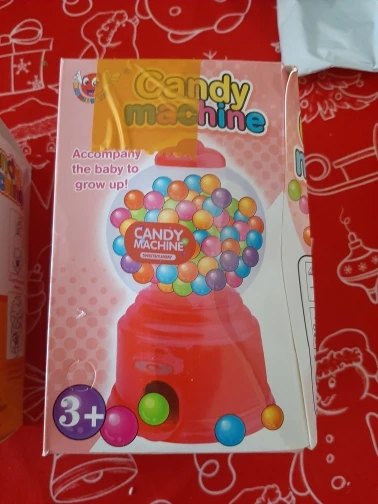 Candy
machine
Accompany
the baby to
grow up!
CANDY
MACHINE
3+